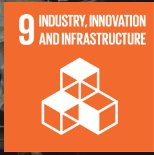 9 INDUSTRY, INNOVATION
AND INFRASTRUCTURE